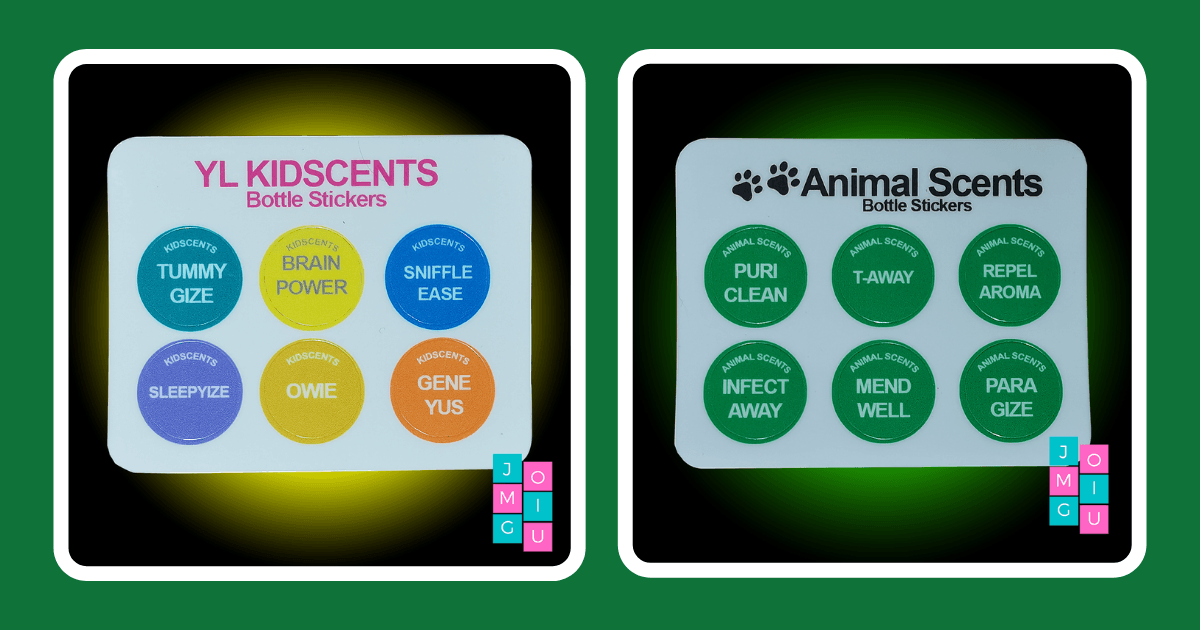 YL KIDSCENTS
Bottle Stickers
KIDSCENTS
TUMMY
GIZE
KIDSCENTS
BRAIN
POWER
KIDSCENTS
SNIFFLE
EASE
KIDSCENTS
SLEEPYIZE
KIDSCENTS
OWIE
KIDSCENTS
GENE
YUS
J
O
M
I
G
U
Animal Scents
Bottle Stickers
ANIMAL SCENTS
PURI
CLEAN
ANIMAL SCENTS
T-AWAY
ANIMAL SCENTS
REPEL
AROMA
ANIMAL SCENTS
INFECT
AWAY
ANIMAL SCENTS
MEND
WELL
ANIMAL SCENTS
PARA
GIZE
J
O
M
I
G
U